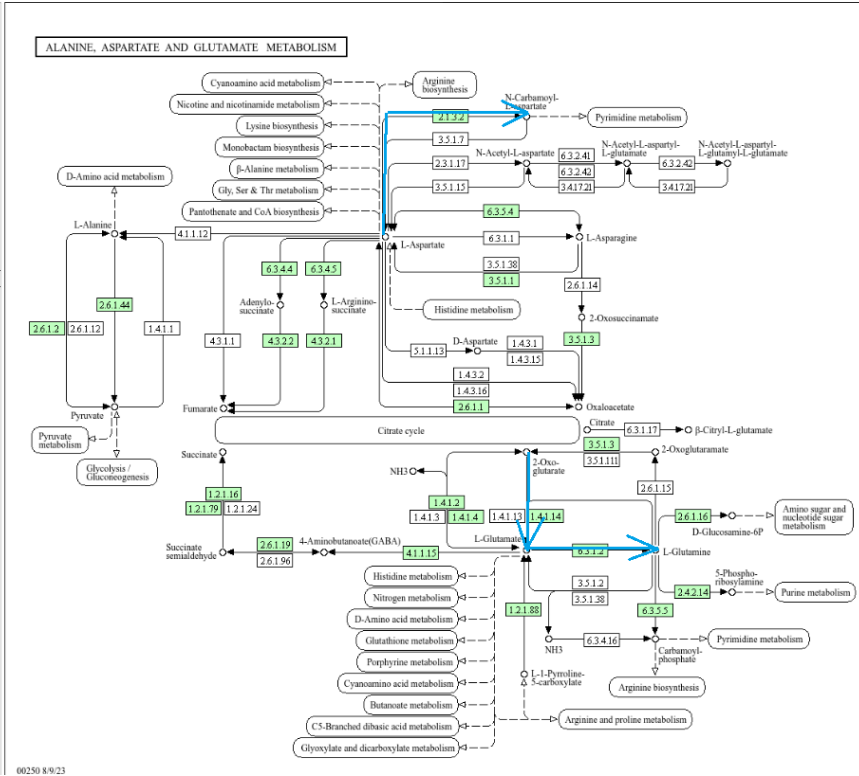 ALANINE, ASPARTATE AND GLUTAMATE METABOLISM
Cyanoamino acid metabolism
Arginine
biosynthesis
Nicotine and nicotinamide metabolism
N-Carbamoyl-
L-aspartate
2.1.3.2
Pyrimidine metabolism
Lysine biosynthesis
3.5.1.7
Monobactam biosynthesis
β-Alanine metabolism
2.3.1.17
N-Acetyl-L-aspartate
6.3.2.41
6.3.2.42
N-Acetyl-L-aspartyl-
L-glutamate
6.3.2.42
N-Acetyl-L-aspartyl-
L-glutamyl-L-glutamate
D-Amino acid metabolism
Gly, Ser & Thr metabolism
3.5.1.15
3.4.17.21
3.4.17.21
Pantothenate and CoA biosynthesis
6.3.5.4
L-Alanine
4.1.1.12
L-Aspartate
6.3.1.1
L-Asparagine
6.3.4.4
6.3.4.5
3.5.1.38
3.5.1.1
2.6.1.14
Adenylo-
succinate
L-Arginino-
succinate
Histidine metabolism
2.6.1.44
2-Oxosuccinamate
2.6.1.2
2.6.1.12
1.4.1.1
4.3.1.1
4.3.2.2
4.3.2.1
5.1.1.13
D-Aspartate
1.4.3.1
1.4.3.15
3.5.1.3
1.4.3.2
1.4.3.16
Pyruvate
Fumarate
2.6.1.1
Oxaloacetate
Pyruvate
metabolism
Citrate cycle
Citrate
6.3.1.17
β-Citryl-L-glutamate
Glycolysis /
Gluconeogenesis
Succinate
NH3
2-Oxo-
glutarate
3.5.1.3
3.5.1.111
2-Oxoglutaramate
1.2.1.16
1.2.1.79
1.2.1.24
1.4.1.2
1.4.1.3
1.4.1.4
1.4.1.13
1.4.1.14
2.6.1.15
2.6.1.16
D-Glucosamine-6P
Amino sugar and
nucleotide sugar
metabolism
Succinate
semialdehyde
2.6.1.19
2.6.1.96
4-Aminobutanoate(GABA)
4.1.1.15
L-Glutamate
6.3.1.2
L-Glutamine
Histidine metabolism
Nitrogen metabolism
D-Amino acid metabolism
Glutathione metabolism
Porphyrine metabolism
Cyanoamino acid metabolism
Butanoate metabolism
C5-Branched dibasic acid metabolism
Glyoxylate and dicarboxylate metabolism
1.2.1.88
3.5.1.2
3.5.1.38
2.4.2.14
5-Phospho-
ribosylamine
Purine metabolism
6.3.5.5
NH3
6.3.4.16
Carbamoyl-
phosphate
Pyrimidine metabolism
L-1-Pyrroline-
5-carboxylate
Arginine biosynthesis
Arginine and proline metabolism
00250 8/9/23